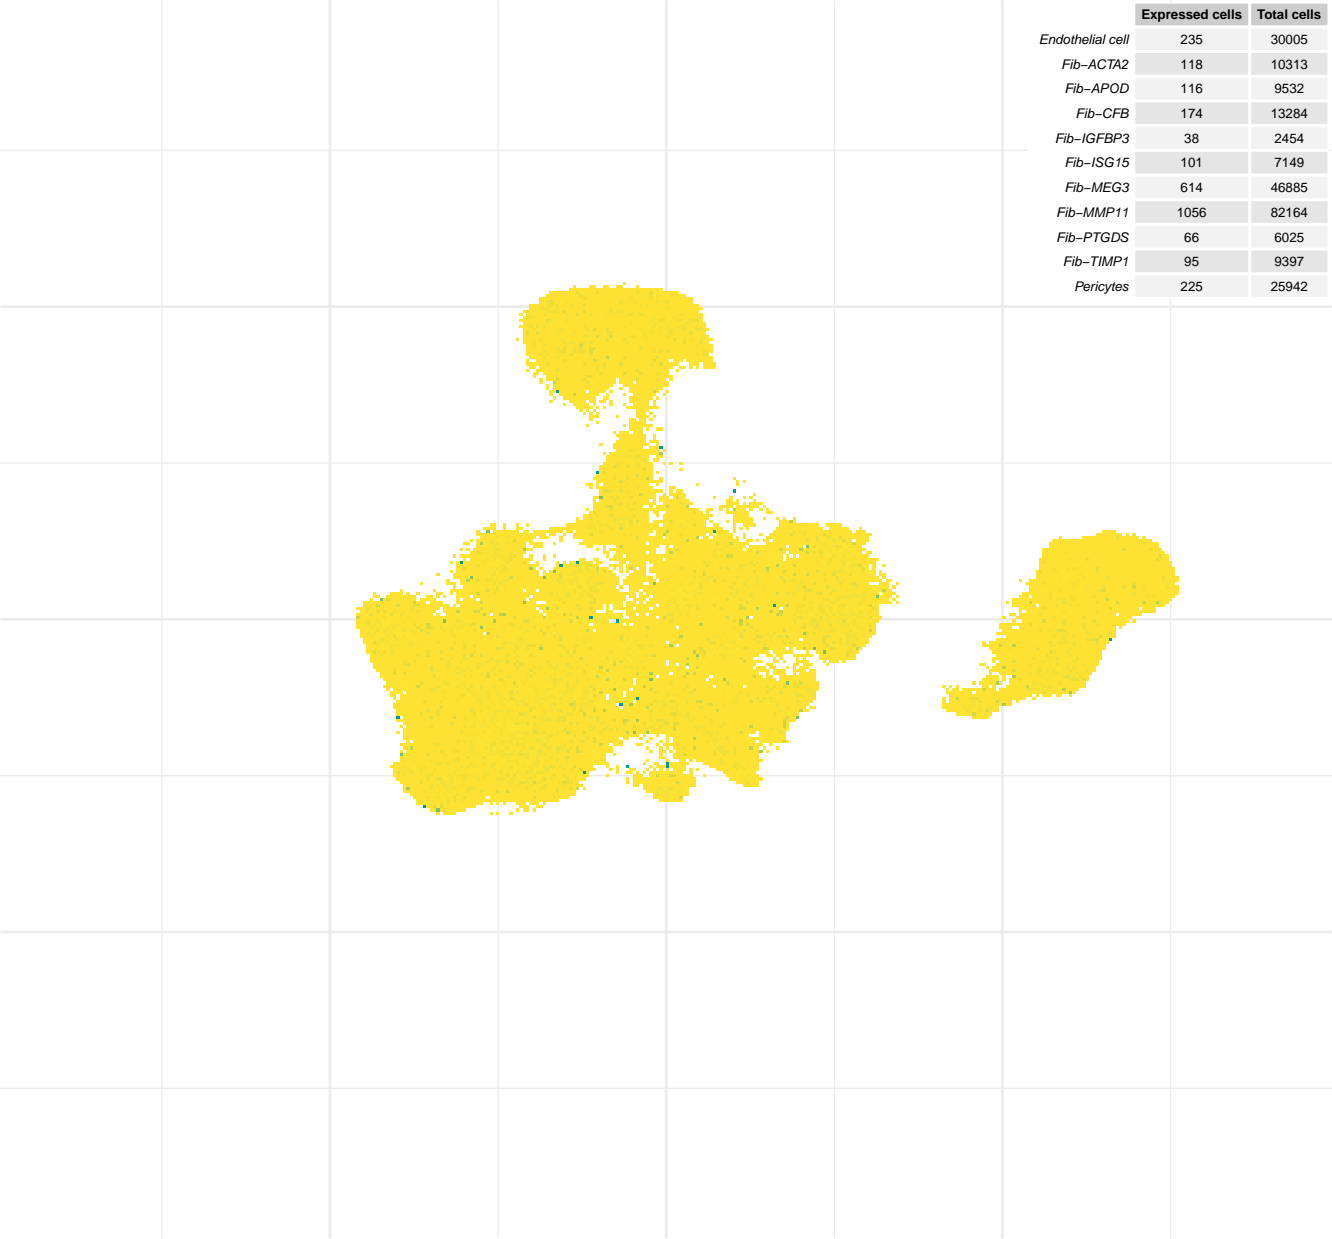 Expressed cells Total cells
Endothelial cell 235 30005
Fib−ACTA2 118 10313
Fib−APOD 116 9532
Fib−CFB 174 13284
Fib−IGFBP3 38 2454
Fib−ISG15 101 7149
Fib−MEG3 614 46885
Fib−MMP11 1056 82164
Fib−PTGDS 66 6025
Fib−TIMP1 95 9397
Pericytes 225 25942